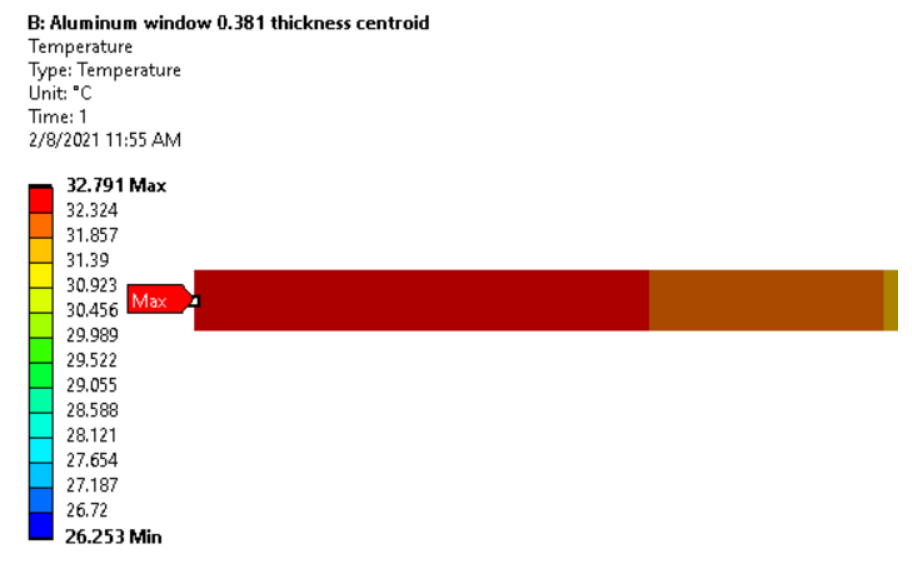 B: Aluminum window 0.381 thickness centroid
Temperature
Type: Temperature
Unit: °C
Time: 1
2/8/2021 11:55 AM
32.791 Max
32.324
31.857
31.39
30.923
30.456
29.989
29.522
29.055
28.588
28.121
27.654
27.187
26.72
26.253 Min
Max